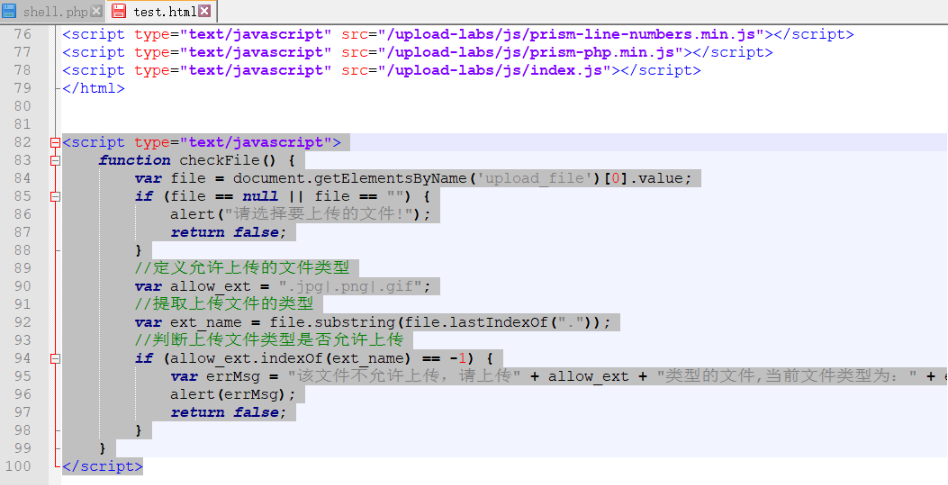 shell.php test.html
76 <script type="text/javascript" src="/upload-labs/js/prism-line-numbers.min.js"></script>
77 <script type="text/javascript" src="/upload-labs/js/prism-php.min.js"></script>
78 <script type="text/javascript" src="/upload-labs/js/index.js"></script>
79 </html>
80
81
82 <script type="text/javascript">
83 function checkFile() {
84 var file = document.getElementsByName('upload_file')[0].value;
85 if (file == null || file == "") {
86 alert("请选择要上传的文件!");
87 return false;
88 }
89 //定义允许上传的文件类型
90 var allow_ext = ".jpg|.png|.gif";
91 //提取上传文件的类型
92 var ext_name = file.substring(file.lastIndexOf("."));
93 //判断上传文件类型是否允许上传
94 if (allow_ext.indexOf(ext_name) == -1) {
95 var errMsg = "该文件不允许上传，请上传" + allow_ext + "类型的文件,当前文件类型为：" +
96 alert(errMsg);
97 return false;
98 }
99 }
100 </script>